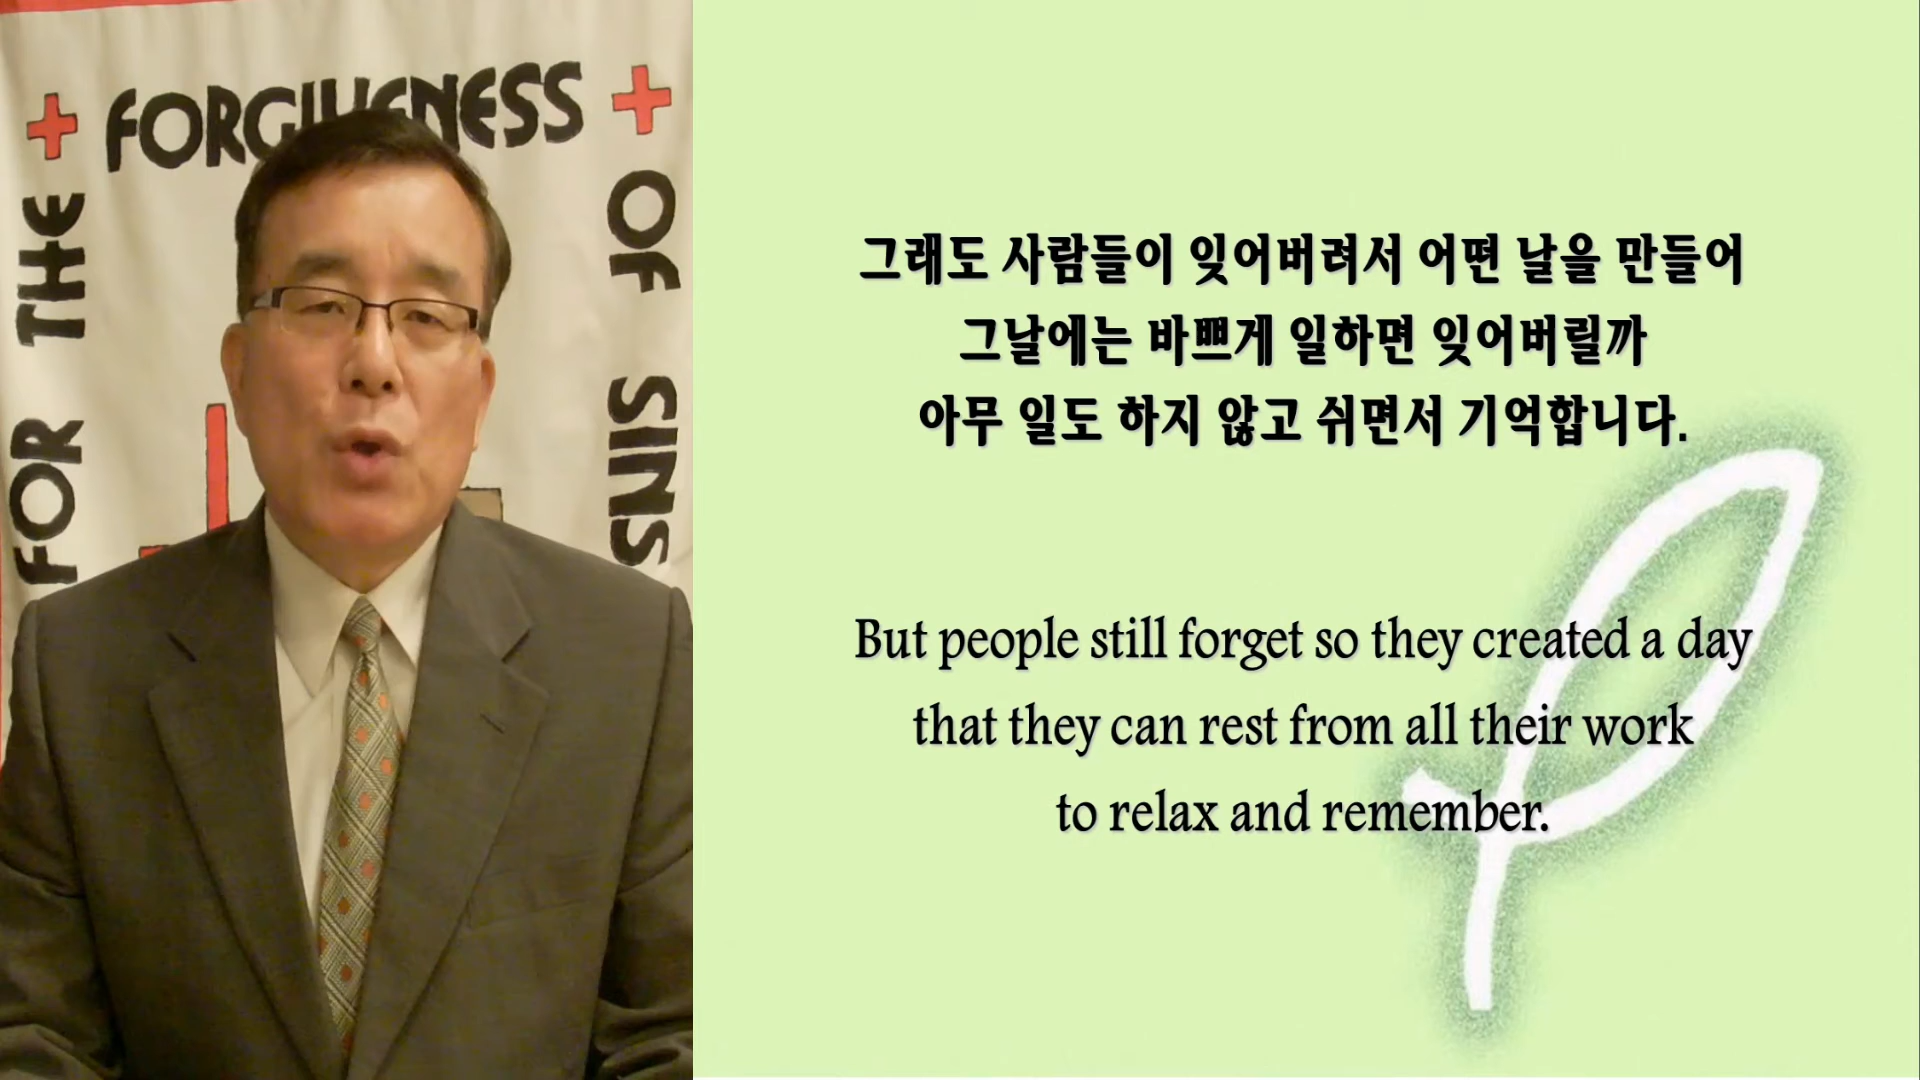 FOR THE
+ FORGIVENESS +
OF SINS
그래도 사람들이 잊어버려서 어떤 날을 만들어
그날에는 바쁘게 일하면 잊어버릴까
아무 일도 하지 않고 쉬면서 기억합니다.
But people still forget so they created a day
that they can rest from all their work
to relax and remember.